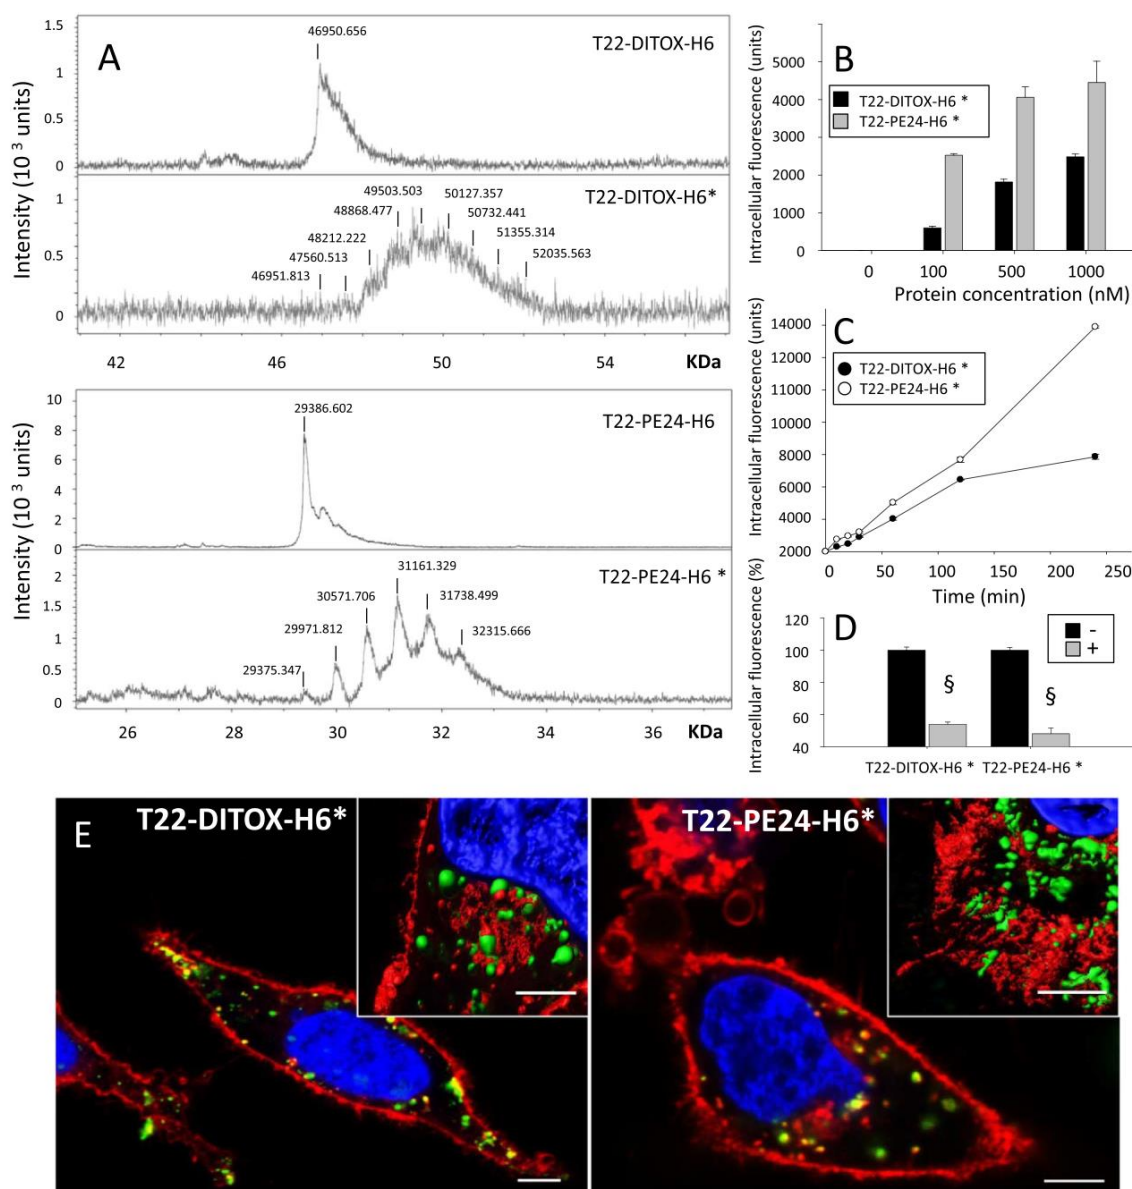 A
T22-DITOX-H6
46950.656
Intensity (10 3 units)
1.5
1
0.5
0
T22-DITOX-H6*
49503.503
50127.357
48868.477
50732.441
48212.222
51355.314
47560.513
52035.563
46951.813
1
0.5
0
42
46
50
54
KDa
T22-PE24-H6
29386.602
Intensity (10 3 units)
10
8
6
4
2
0
T22-PE24-H6 *
31161.329
30571.706
31738.499
29971.812
32315.666
29375.347
2
1.5
1
0.5
0
26
28
30
32
34
36
KDa
B
Intracellular fluorescence (units)
T22-DITOX-H6 *
T22-PE24-H6 *
5000
4000
3000
2000
1000
0
0
100
500
1000
Protein concentration (nM)
C
Intracellular fluorescence (units)
T22-DITOX-H6 *
T22-PE24-H6 *
14000
12000
10000
8000
6000
4000
2000
0
50
100
150
200
250
Time (min)
D
Intracellular fluorescence (%)
-
+
120
100
80
60
40
§
§
T22-DITOX-H6 *
T22-PE24-H6 *
E
T22-DITOX-H6*
T22-PE24-H6*